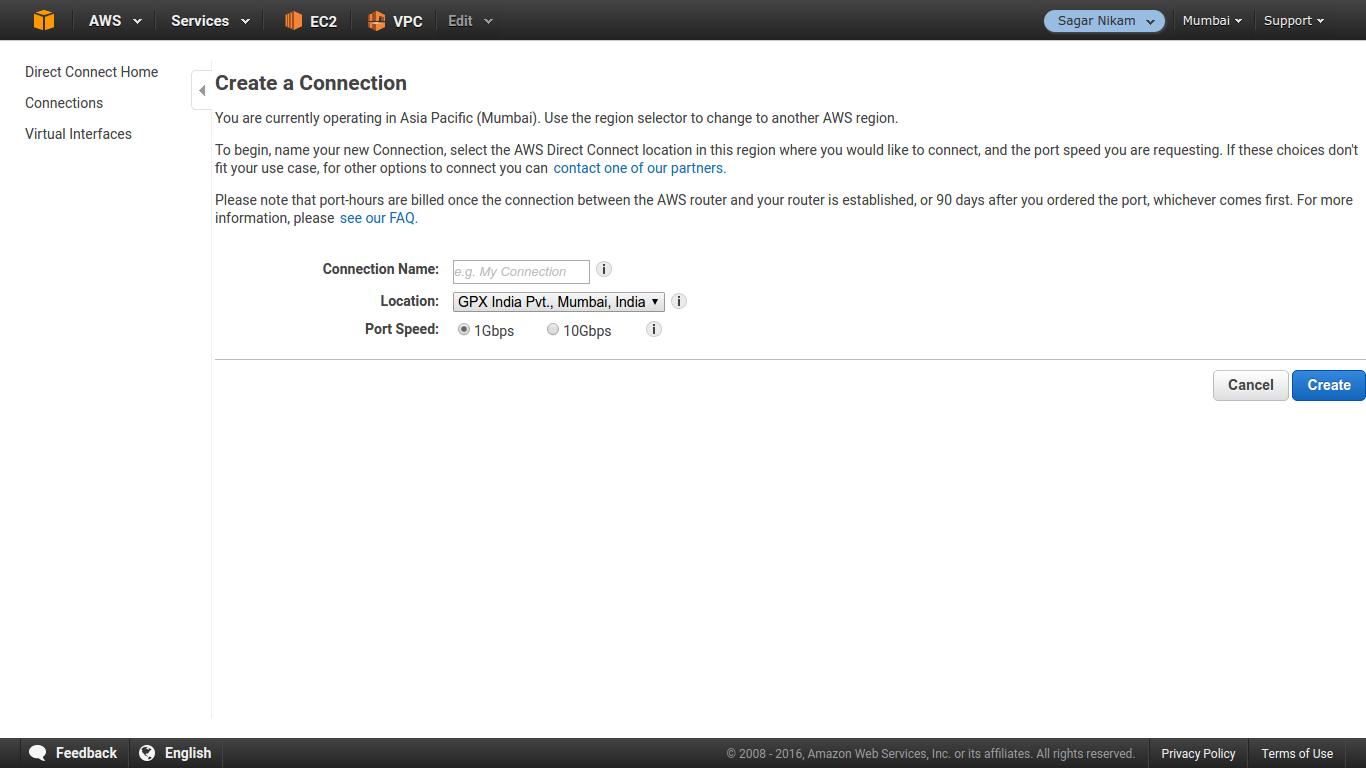 AWS Services EC2 VPC Edit Sagar Nikam Mumbai Support
Direct Connect Home
Connections
Virtual Interfaces
Create a Connection
You are currently operating in Asia Pacific (Mumbai). Use the region selector to change to another AWS region.
To begin, name your new Connection, select the AWS Direct Connect location in this region where you would like to connect, and the port speed you are requesting. If these choices don't
fit your use case, for other options to connect you can contact one of our partners.
Please note that port-hours are billed once the connection between the AWS router and your router is established, or 90 days after you ordered the port, whichever comes first. For more
information, please see our FAQ.
Connection Name: e.g. My Connection i
Location: GPX India Pvt., Mumbai, India i
Port Speed: 1Gbps 10Gbps i
Cancel Create
Feedback English © 2008 - 2016, Amazon Web Services, Inc. or its affiliates. All rights reserved. Privacy Policy Terms of Use